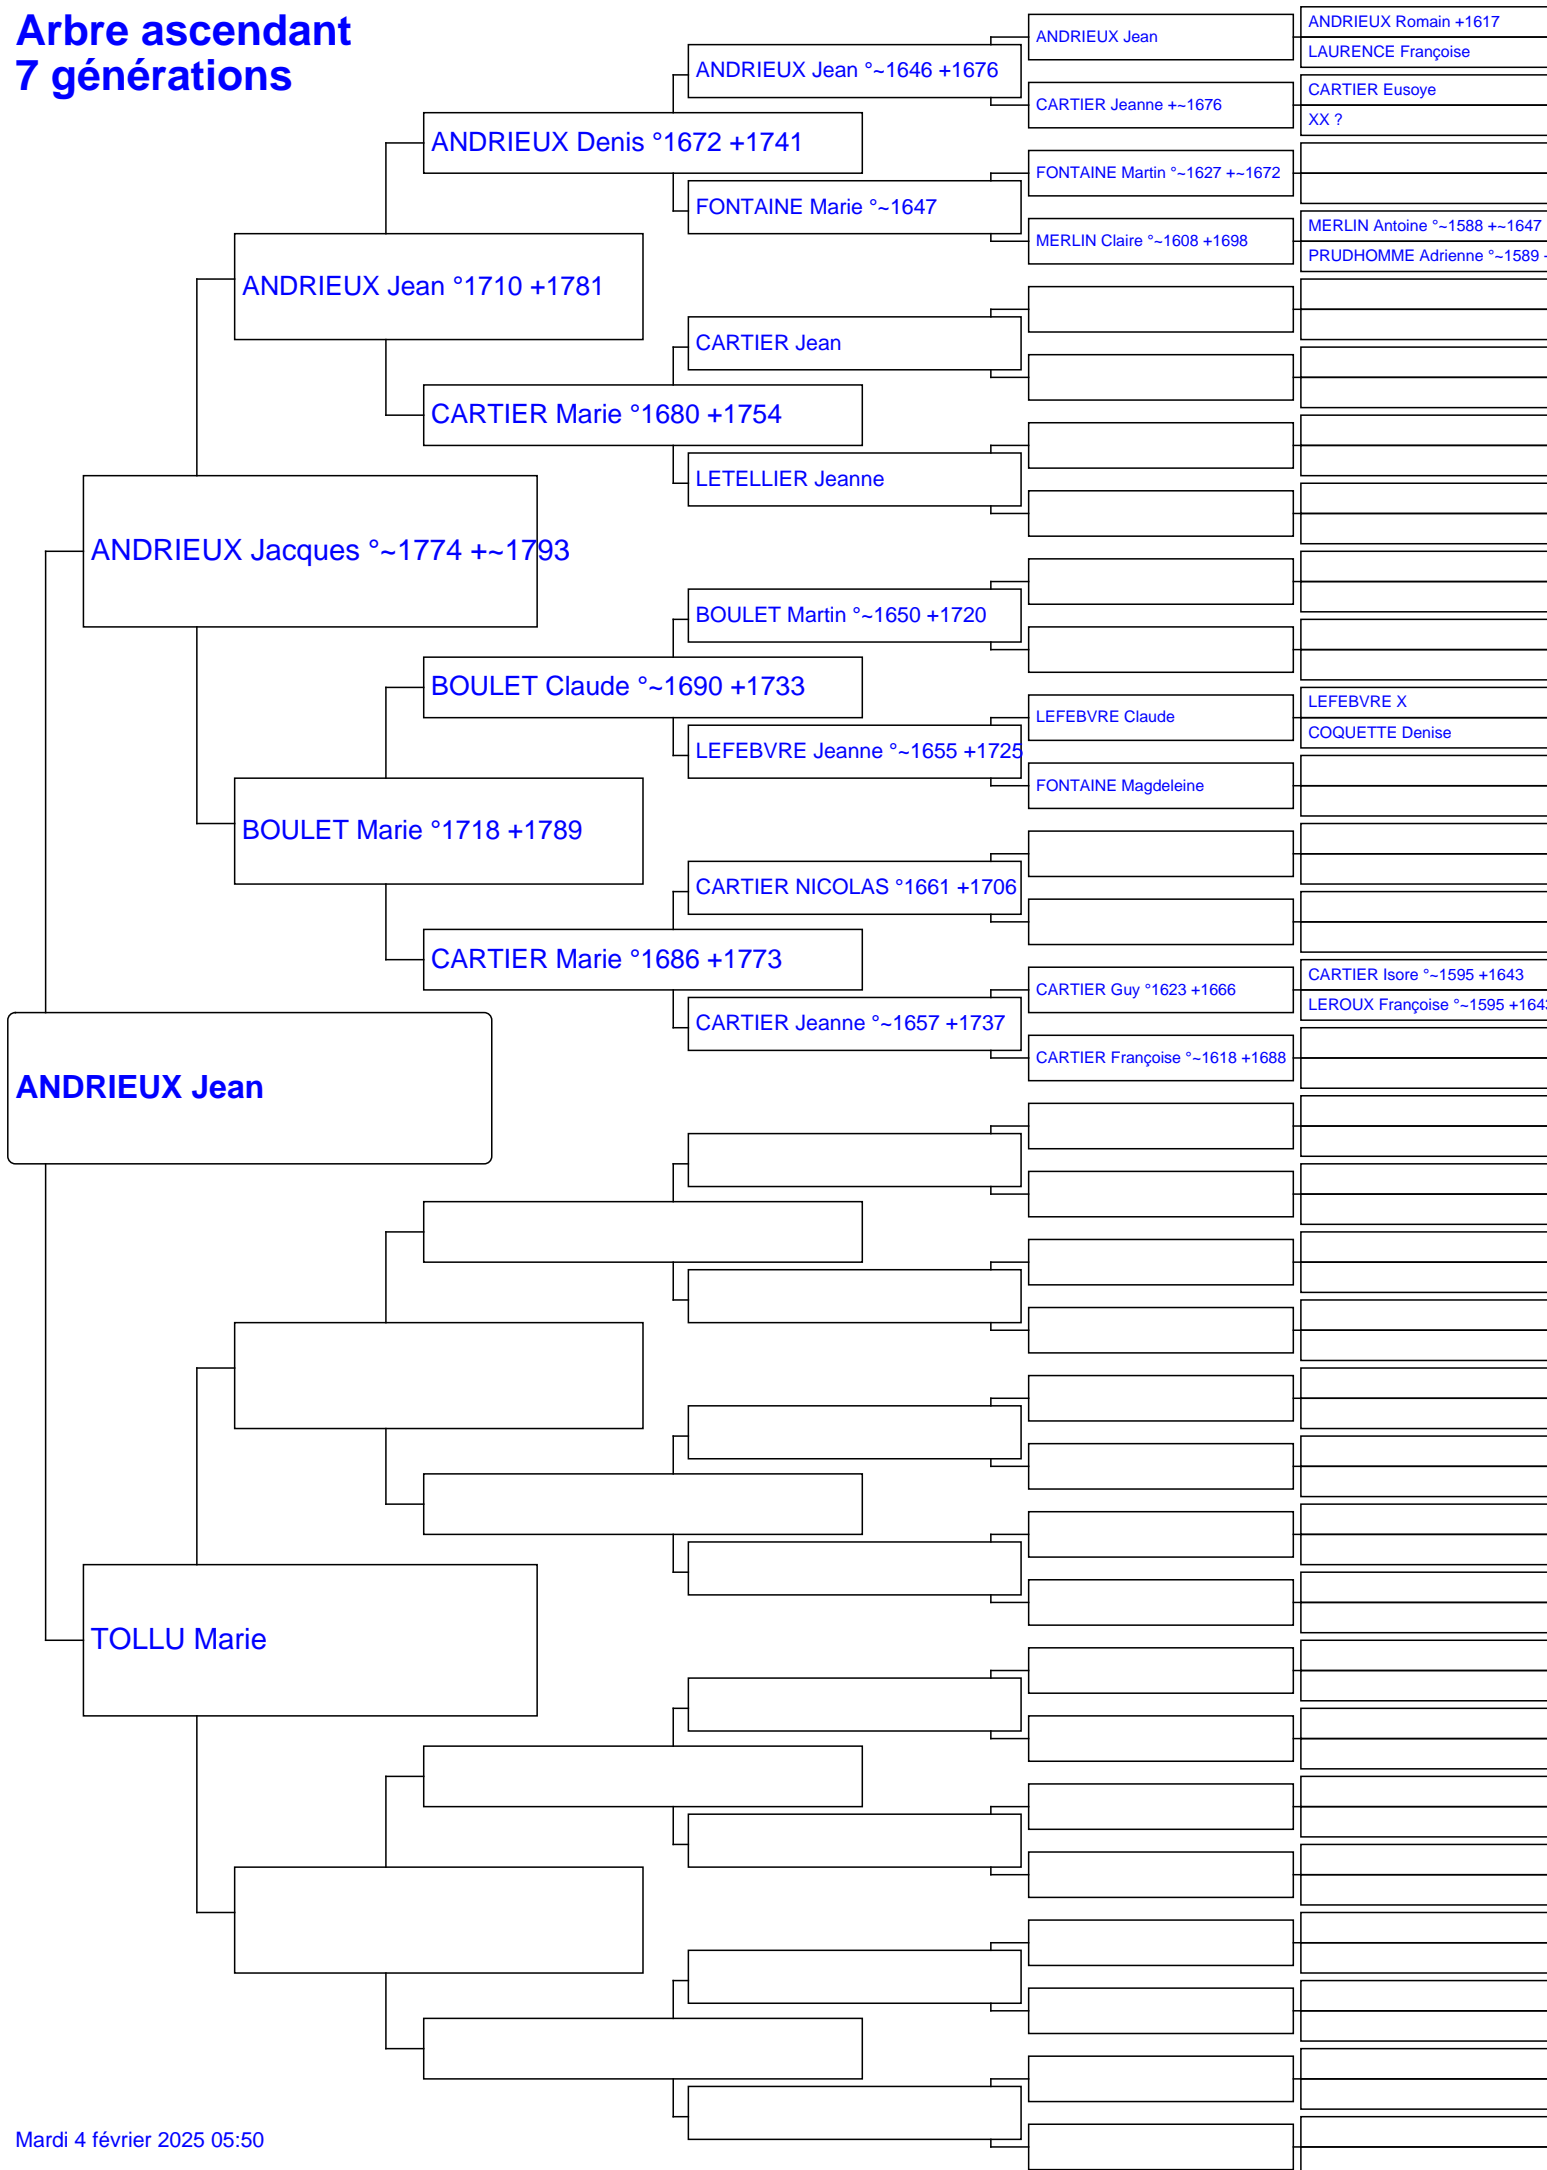 Arbre ascendant
7 générations
ANDRIEUX Jean
ANDRIEUX Romain +1617
LAURENCE Françoise
ANDRIEUX Jean °~1646 +1676
CARTIER Jeanne +~1676
CARTIER Eusoye
XX ?
ANDRIEUX Denis °1672 +1741
FONTAINE Martin °~1627 +~1672
FONTAINE Marie °~1647
MERLIN Claire °~1608 +1698
MERLIN Antoine °~1588 +~1647
PRUDHOMME Adrienne °~1589
ANDRIEUX Jean °1710 +1781
CARTIER Jean
CARTIER Marie °1680 +1754
LETELLIER Jeanne
ANDRIEUX Jacques °~1774 +~1793
BOULET Martin °~1650 +1720
BOULET Claude °~1690 +1733
LEFEBVRE Claude
LEFEBVRE X
COQUETTE Denise
LEFEBVRE Jeanne °~1655 +1725
FONTAINE Magdeleine
BOULET Marie °1718 +1789
CARTIER NICOLAS °1661 +1706
CARTIER Marie °1686 +1773
CARTIER Guy °1623 +1666
CARTIER Isore °~1595 +1643
LEROUX Françoise °~1595 +1643
CARTIER Jeanne °~1657 +1737
CARTIER Françoise °~1618 +1688
ANDRIEUX Jean
TOLLU Marie
Mardi 4 février 2025 05:50